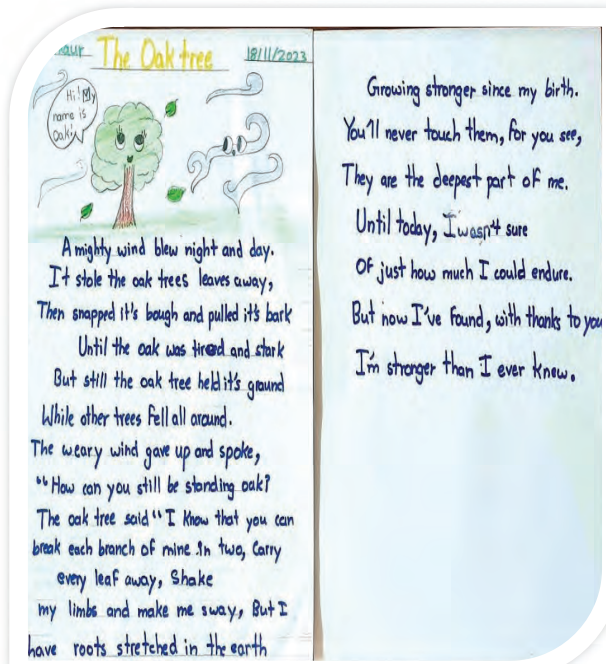 The Oak tree
18/11/2023
Hi! My
name is
Oak!
A mighty wind blew night and day.
It stole the oak trees leaves away,
Then snapped it's bough and pulled it's bark
Until the oak was tired and stark
But still the oak tree held it's ground
While other trees fell all around.
The weary wind gave up and spoke,
“How can you still be standing oak?
The oak tree said “I know that you can
break each branch of mine in two, Carry
every leaf away, Shake
my limbs and make me sway, But I
have roots stretched in the earth
Growing stronger since my birth.
You'll never touch them, for you see,
They are the deepest part of me.
Until today, I wasn't sure
Of just how much I could endure.
But now I've found, with thanks to you
I'm stronger than I ever knew.